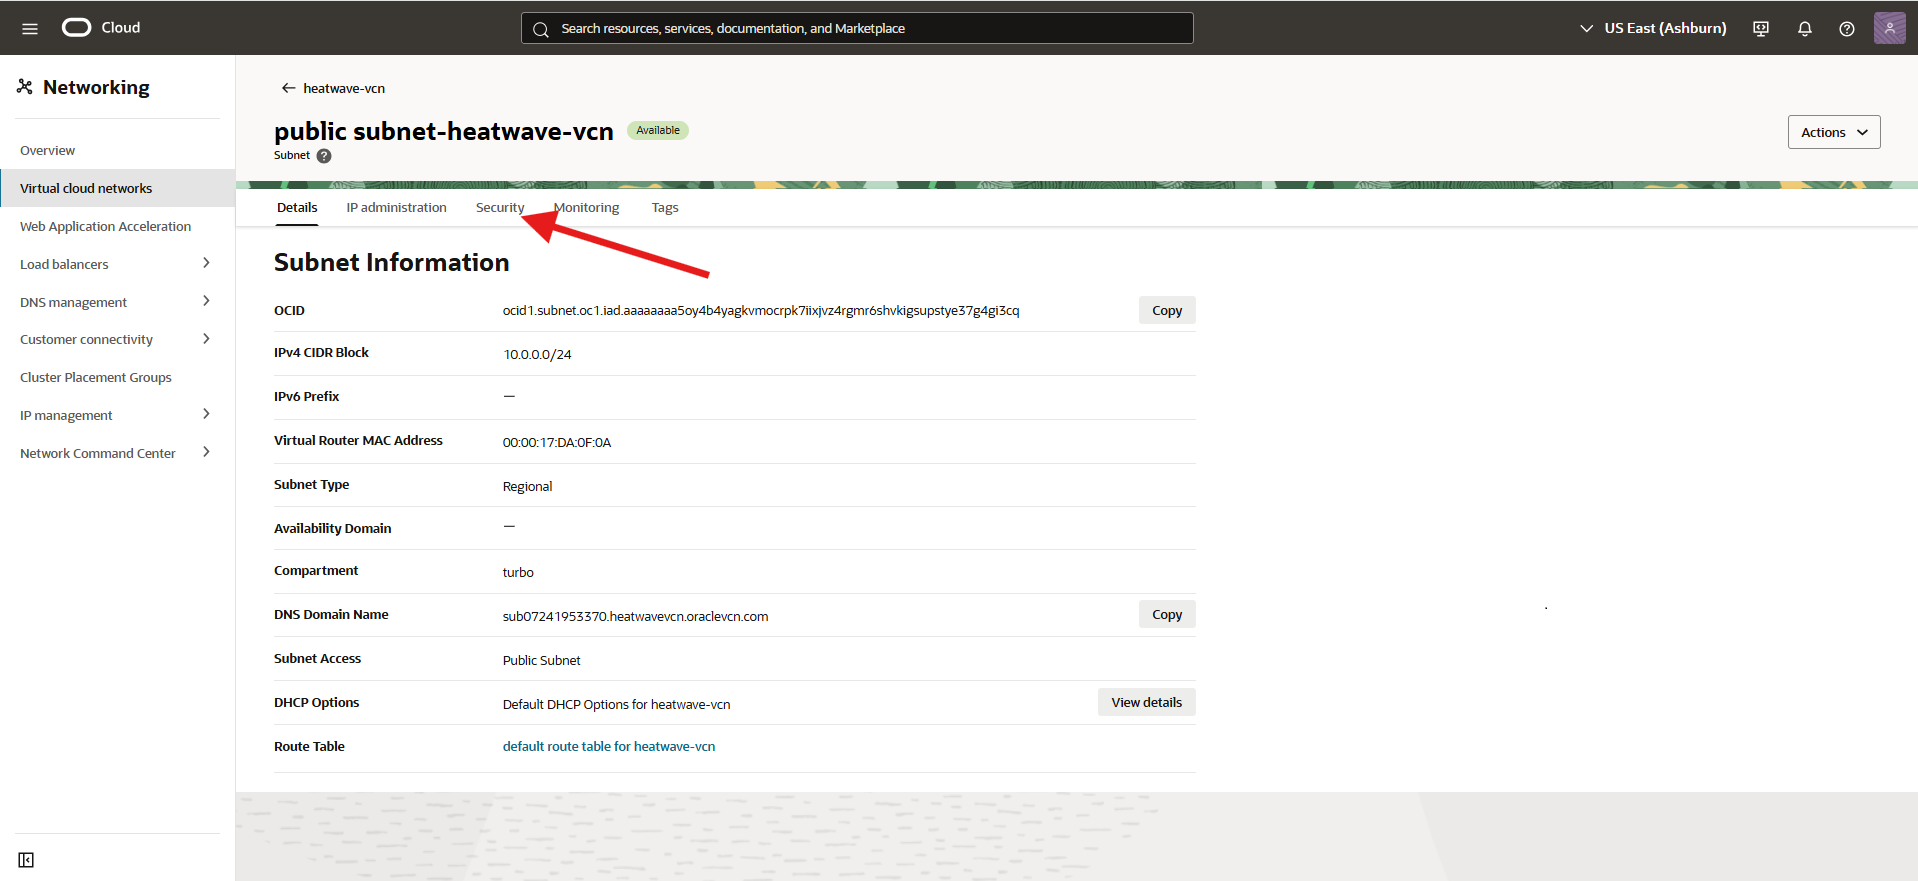 Cloud
Search resources, services, documentation, and Marketplace
US East (Ashburn)
Networking
Overview
Virtual cloud networks
Web Application Acceleration
Load balancers
DNS management
Customer connectivity
Cluster Placement Groups
IP management
Network Command Center
heatwave-vcn
public subnet-heatwave-vcn
Available
Subnet ?
Actions
Details IP administration Security Monitoring Tags
Subnet Information
OCID ocid1.subnet.oc1.iad.aaaaaaaa5oy4b4yagkvmocrpk7iixjvz4rgmr6shvkigsupstye37g4gi3cq Copy
IPv4 CIDR Block 10.0.0.0/24
IPv6 Prefix —
Virtual Router MAC Address 00:00:17:DA:0F:0A
Subnet Type Regional
Availability Domain —
Compartment turbo
DNS Domain Name sub07241953370.heatwavevcn.oraclevcn.com Copy
Subnet Access Public Subnet
DHCP Options Default DHCP Options for heatwave-vcn View details
Route Table default route table for heatwave-vcn